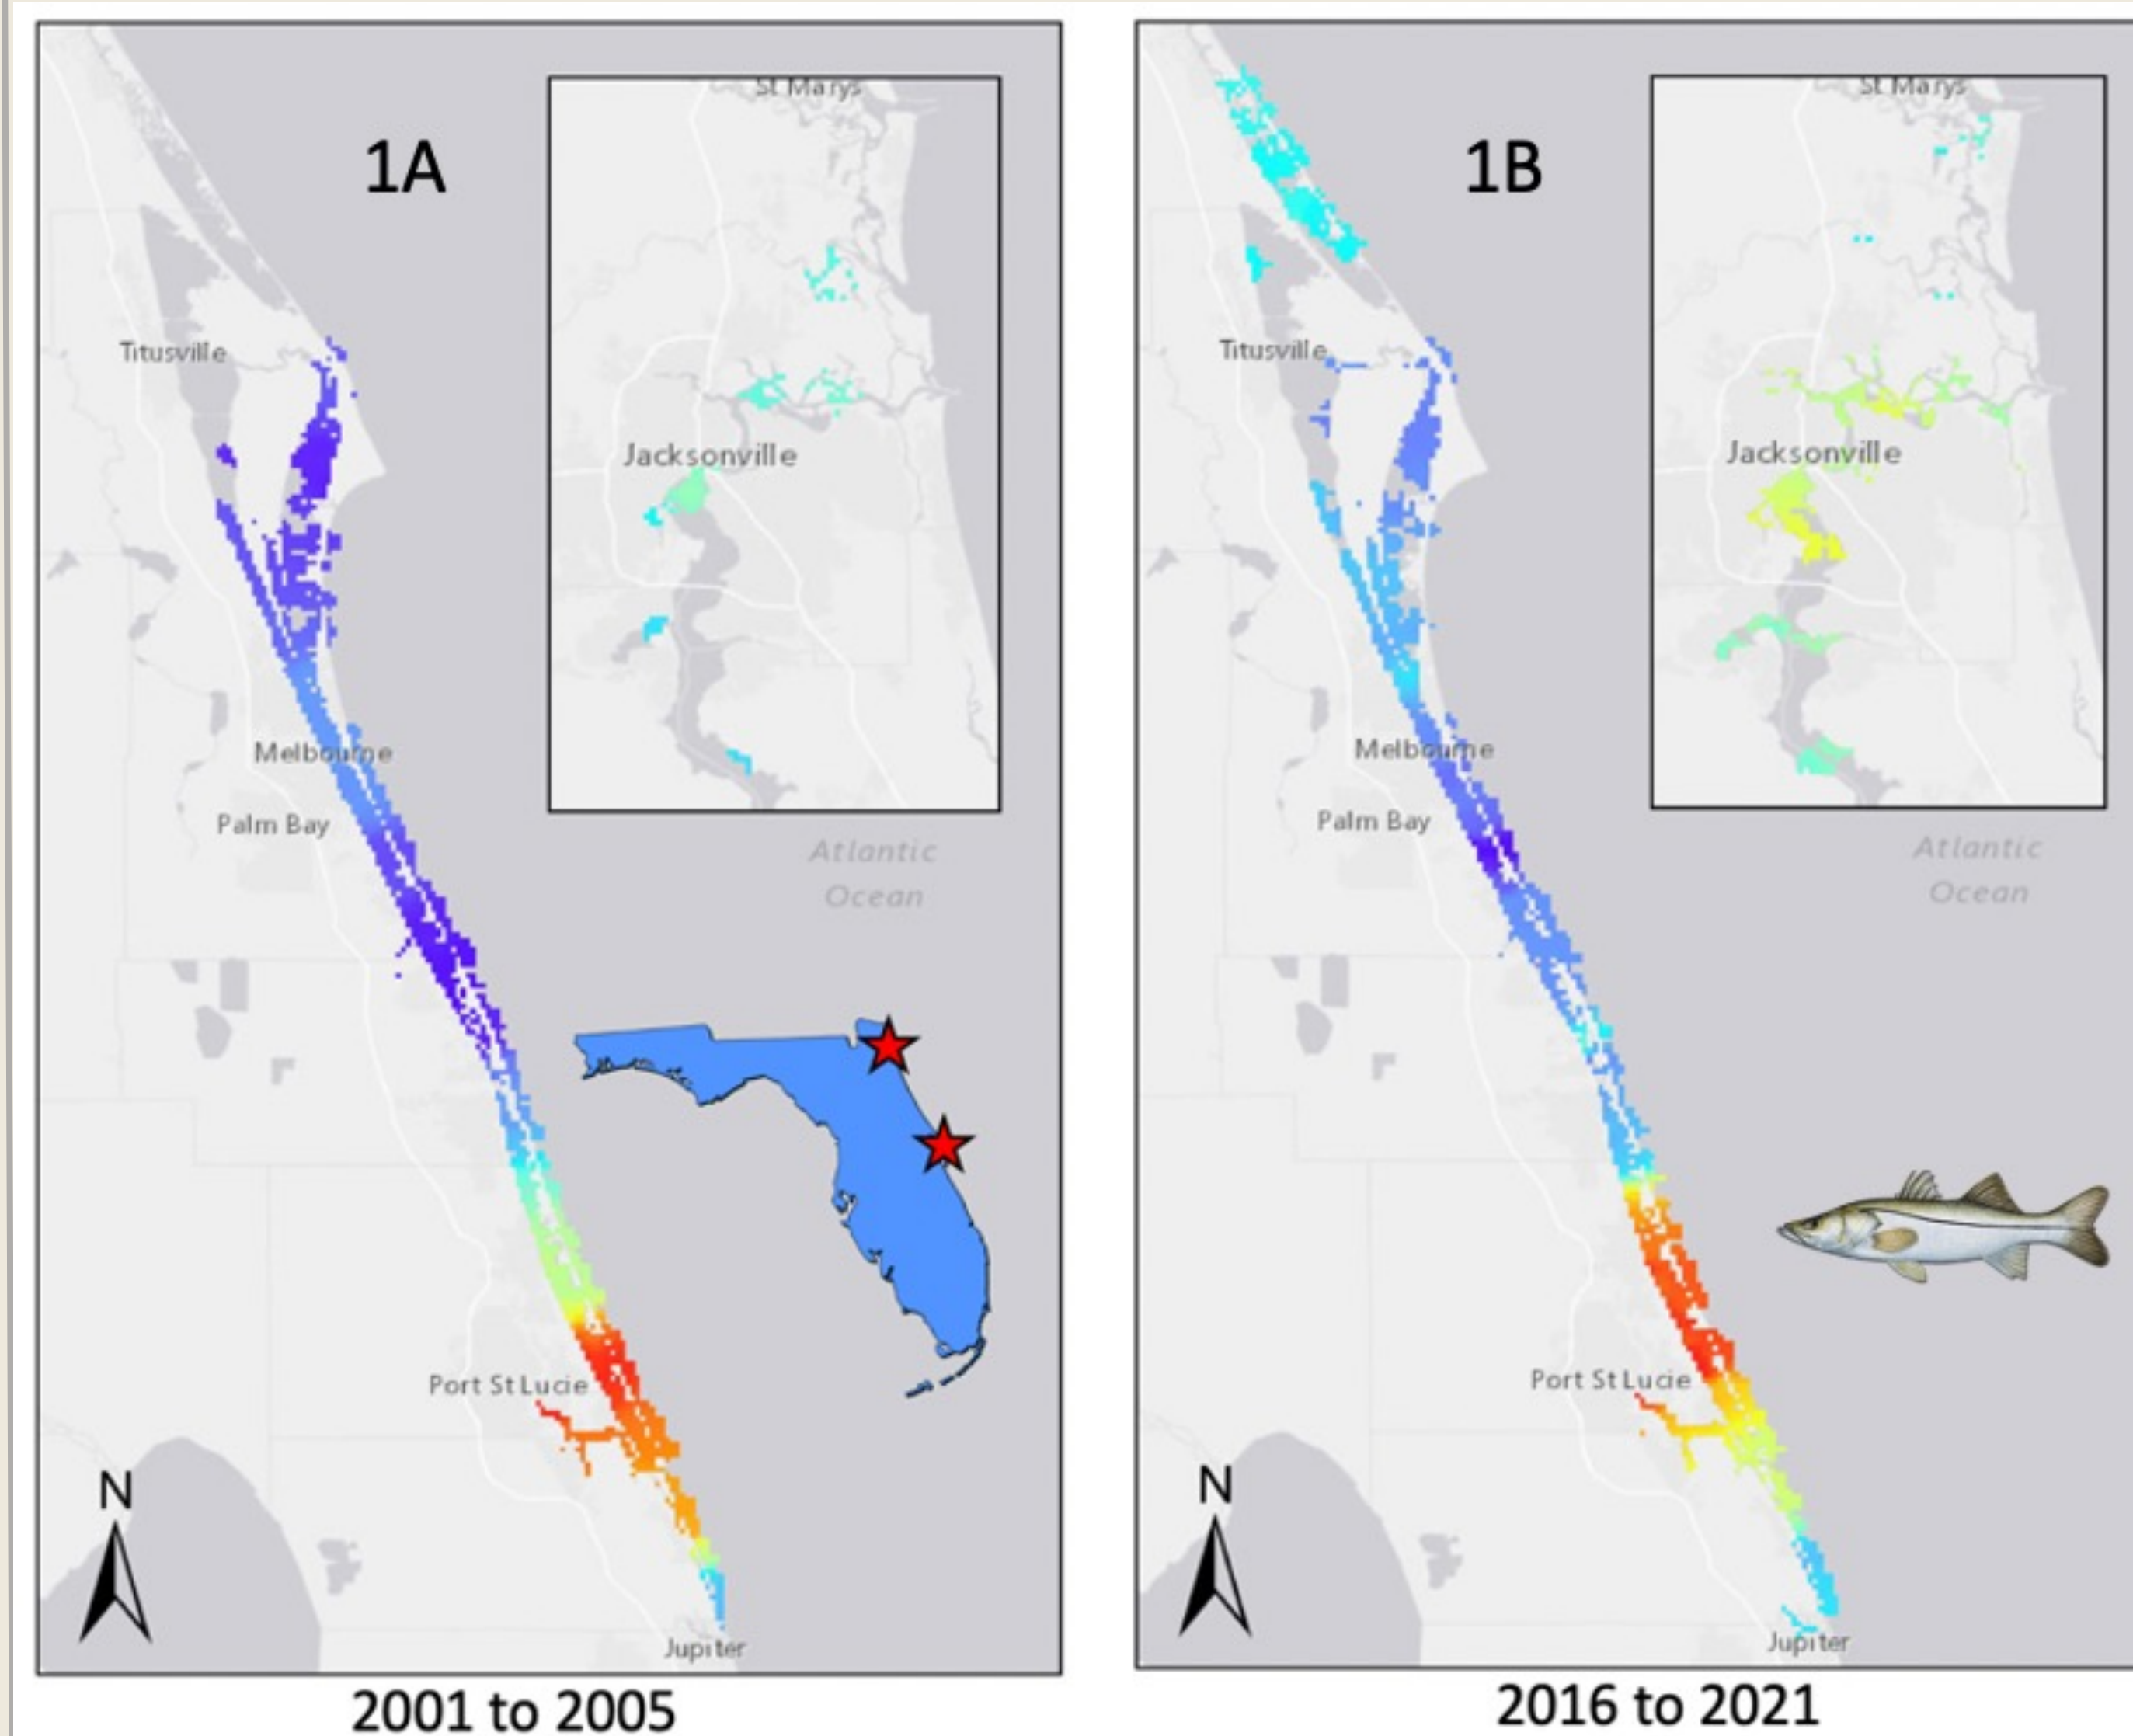 1A
St Marys
Jacksonville
Titusville
Melbourne
Palm Bay
Atlantic
Ocean
Port St Lucie
N
Jupiter
2001 to 2005
1B
St Marys
Jacksonville
Titusville
Melbourne
Palm Bay
Atlantic
Ocean
Port St Lucie
N
Jupiter
2016 to 2021